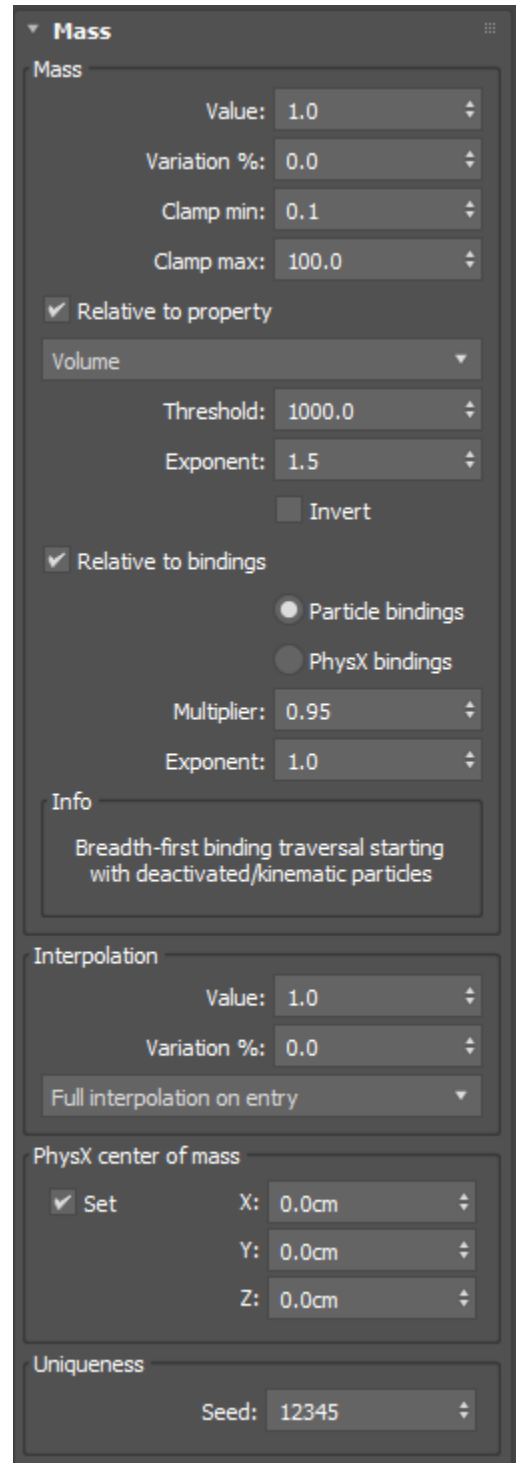 Mass
Mass
Value: 1.0
Variation %: 0.0
Clamp min: 0.1
Clamp max: 100.0
Relative to property
Volume
Threshold: 1000.0
Exponent: 1.5
Invert
Relative to bindings
Particle bindings
PhysX bindings
Multiplier: 0.95
Exponent: 1.0
Info
Breadth-first binding traversal starting
with deactivated/kinematic particles
Interpolation
Value: 1.0
Variation %: 0.0
Full interpolation on entry
PhysX center of mass
Set X: 0.0cm
Y: 0.0cm
Z: 0.0cm
Uniqueness
Seed: 12345